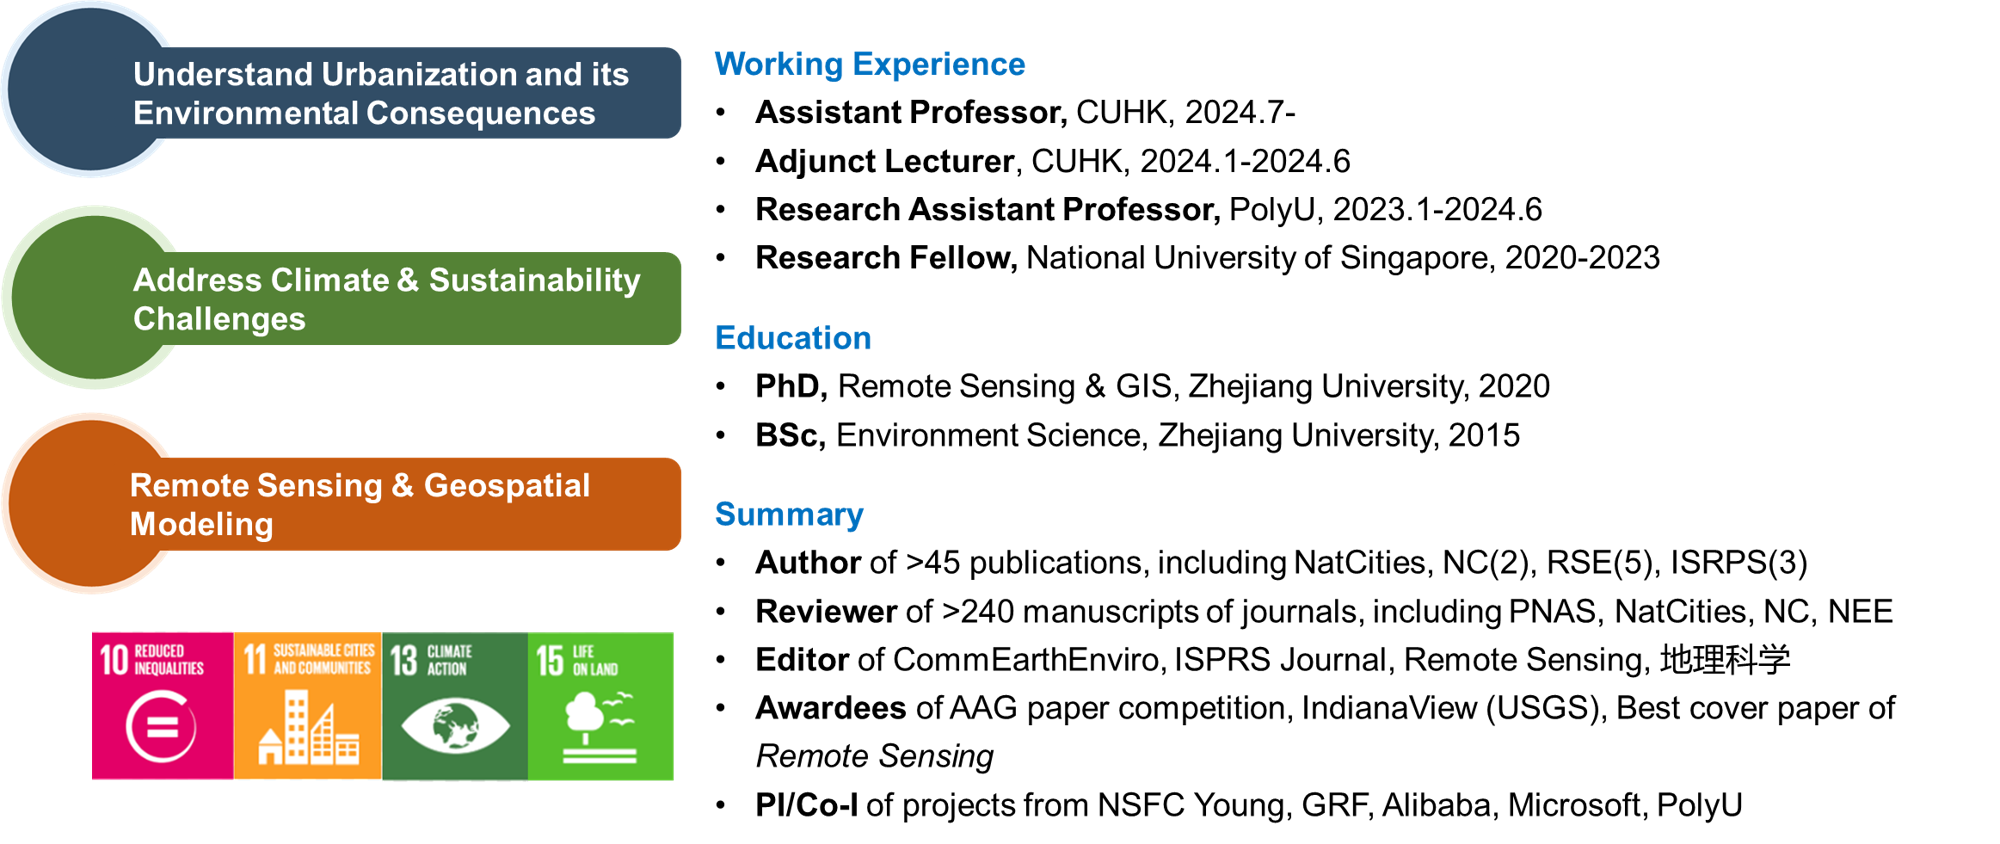 Understand Urbanization and its
Environmental Consequences
Address Climate & Sustainability
Challenges
Remote Sensing & Geospatial
Modeling
10 REDUCED
INEQUALITIES
11 SUSTAINABLE CITIES
AND COMMUNITIES
13 CLIMATE
ACTION
15 LIFE
ON LAND
Working Experience
• Assistant Professor, CUHK, 2024.7-
• Adjunct Lecturer, CUHK, 2024.1-2024.6
• Research Assistant Professor, PolyU, 2023.1-2024.6
• Research Fellow, National University of Singapore, 2020-2023
Education
• PhD, Remote Sensing & GIS, Zhejiang University, 2020
• BSc, Environment Science, Zhejiang University, 2015
Summary
• Author of >45 publications, including NatCities, NC(2), RSE(5), ISRPS(3)
• Reviewer of >240 manuscripts of journals, including PNAS, NatCities, NC, NEE
• Editor of CommEarthEnviro, ISPRS Journal, Remote Sensing, 地理科学
• Awardees of AAG paper competition, IndianaView (USGS), Best cover paper of
Remote Sensing
• PI/Co-I of projects from NSFC Young, GRF, Alibaba, Microsoft, PolyU